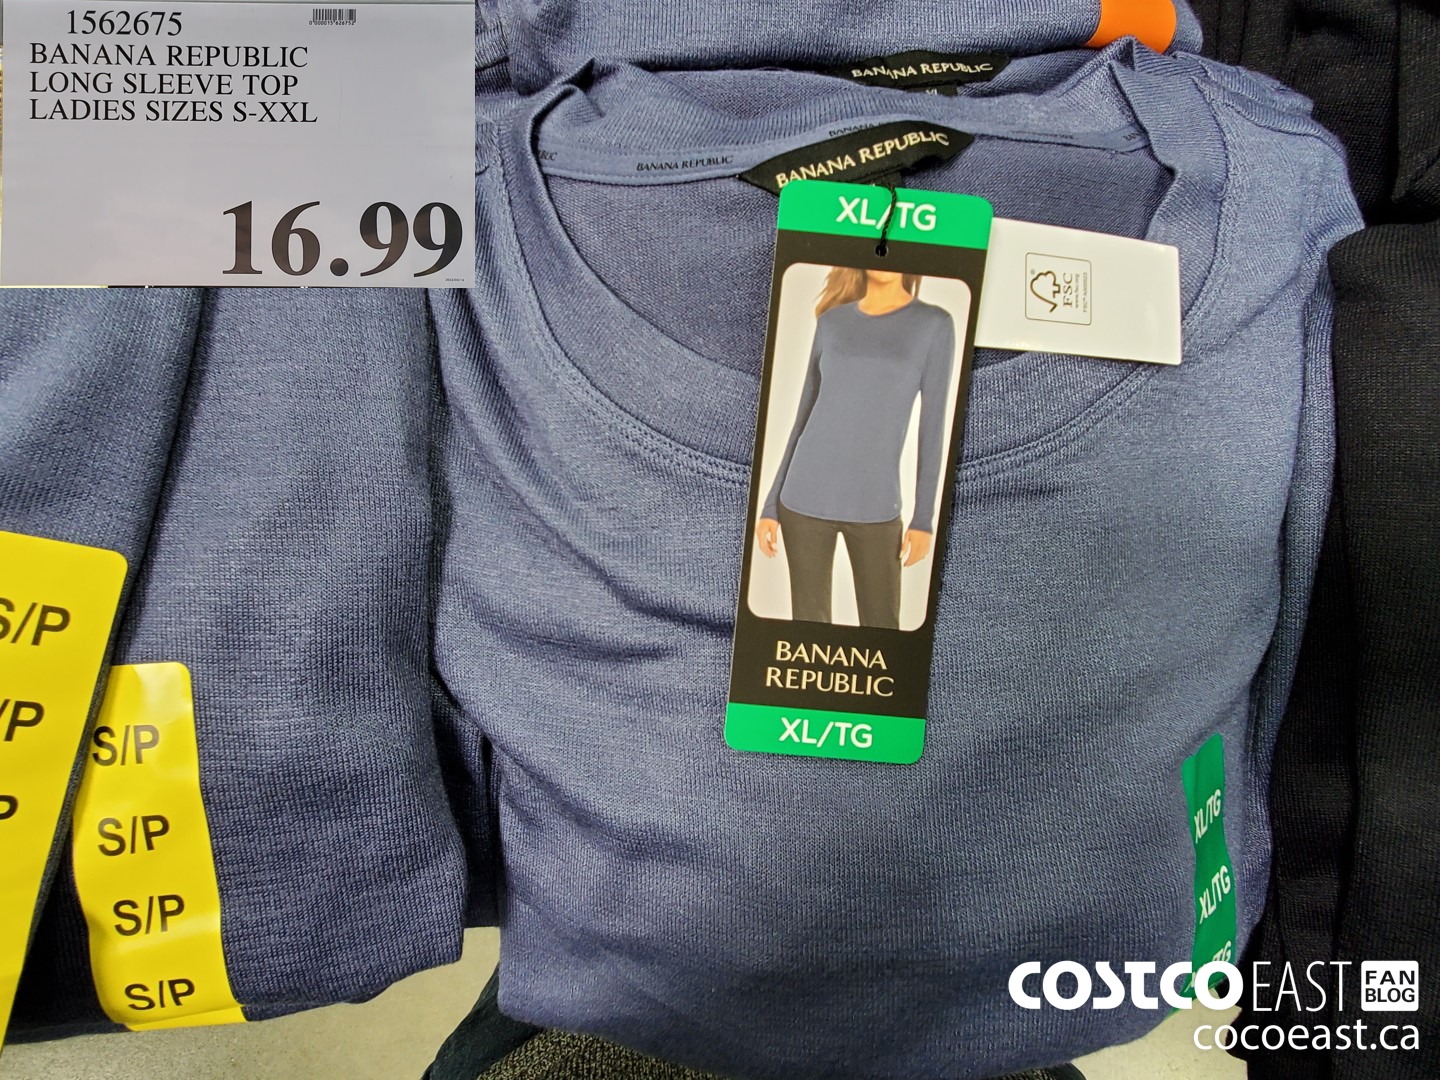 1562675
BANANA REPUBLIC
LONG SLEEVE TOP
LADIES SIZES S-XXL
16.99
BANANA REPUBLIC
BANANA REPUBLIC
BANANA REPUBLIC
XL/TG
FSC
BANANA
REPUBLIC
XL/TG
S/P
/P
P
S/P
S/P
S/P
S/P
XL/TG
XL/TG
COSTCO EAST FAN BLOG
cocoeast.ca